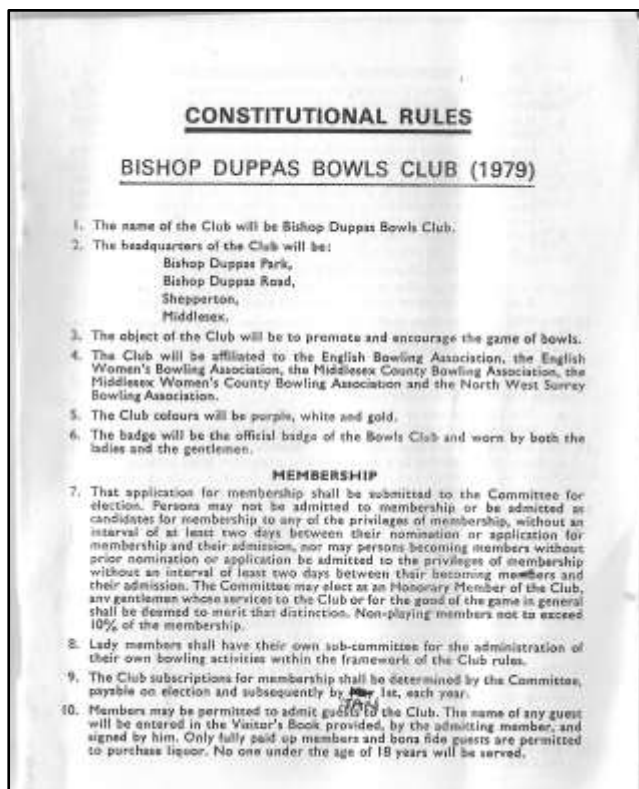 CONSTITUTIONAL RULES
BISHOP DUPPAS BOWLS CLUB (1979)
1. The name of the Club will be Bishop Duppas Bowls Club.
2. The headquarters of the Club will be:
Bishop Duppas Park,
Bishop Duppas Road,
Shepperton,
Middlesex.
3. The object of the Club will be to promote and encourage the game of bowls.
4. The Club will be affiliated to the English Bowling Association, the English
Women's Bowling Association, the Middlesex County Bowling Association, the
Middlesex Women's County Bowling Association and the North West Surrey
Bowling Association.
5. The Club colours will be purple, white and gold.
6. The badge will be the official badge of the Bowls Club and worn by both the
ladies and the gentlemen.
MEMBERSHIP
7. That application for membership shall be submitted to the Committee for
election. Persons may not be admitted to membership or be admitted as
candidates for membership to any of the privileges of membership, without an
interval of at least two days between their nomination or application for
membership and their admission, nor may persons becoming members without
prior nomination or application be admitted to the privileges of membership
without an interval of least two days between their becoming members and
their admission. The Committee may elect as an Honorary Member of the Club,
any gentlemen whose services to the Club or for the good of the game in general
shall be deemed to merit that distinction. Non-playing members not to exceed
10% of the membership.
8. Lady members shall have their own sub-committee for the administration of
their own bowling activities within the framework of the Club rules.
9. The Club subscriptions for membership shall be determined by the Committee,
payable on election and subsequently by May 1st, each year.
JAN
10. Members may be permitted to admit guests to the Club. The name of any guest
will be entered in the Visitor's Book provided, by the admitting member, and
signed by him. Only fully paid up members and bona fide guests are permitted
to purchase liquor. No one under the age of 18 years will be served.